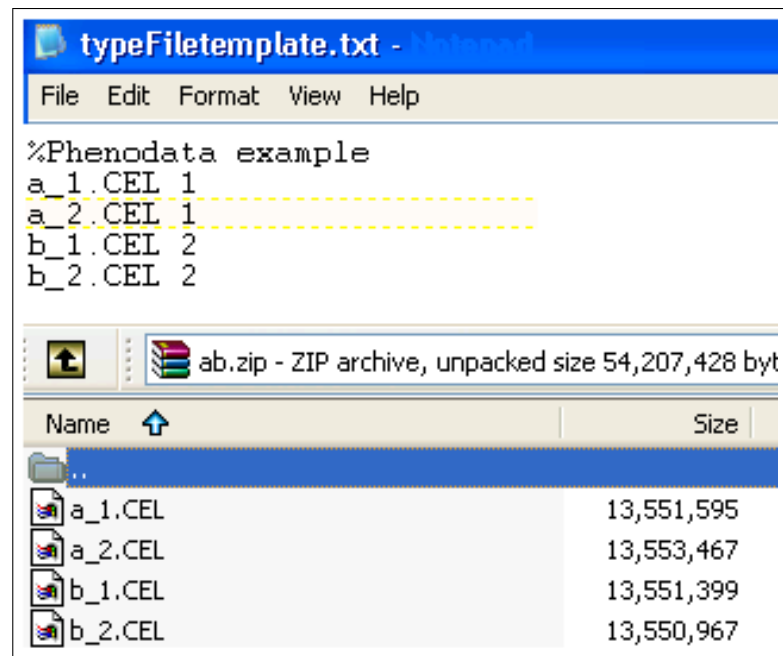 typeFiletemplate.txt - Notepad
File Edit Format View Help
%Phenodata example
a_1.CEL 1
a_2.CEL 1
b_1.CEL 2
b_2.CEL 2
ab.zip - ZIP archive, unpacked size 54,207,428 byt
Name Size
..
a_1.CEL 13,551,595
a_2.CEL 13,553,467
b_1.CEL 13,551,399
b_2.CEL 13,550,967